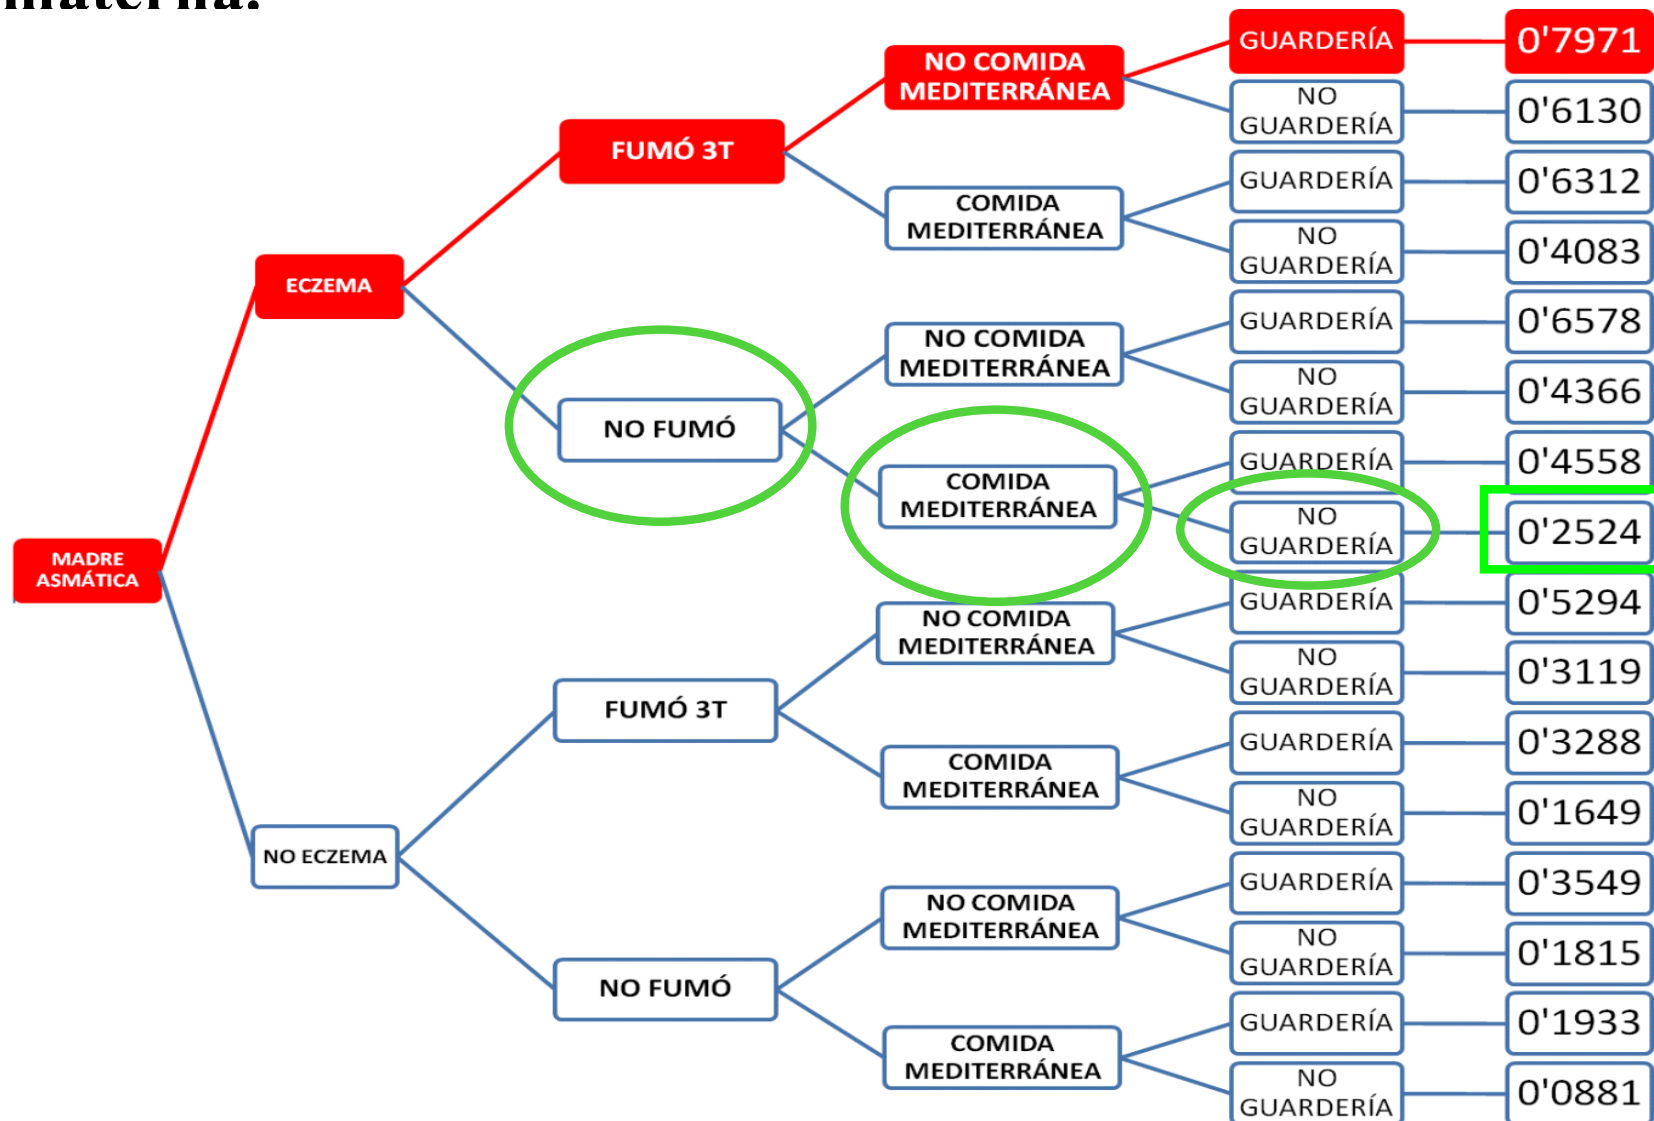 materna.
GUARDERÍA
0'7971
NO COMIDA
MEDITERRÁNEA
NO
GUARDERÍA
0'6130
FUMÓ 3T
GUARDERÍA
0'6312
COMIDA
MEDITERRÁNEA
NO
GUARDERÍA
0'4083
ECZEMA
GUARDERÍA
0'6578
NO COMIDA
MEDITERRÁNEA
NO
GUARDERÍA
0'4366
NO FUMÓ
GUARDERÍA
0'4558
COMIDA
MEDITERRÁNEA
NO
GUARDERÍA
0'2524
MADRE
ASMÁTICA
GUARDERÍA
0'5294
NO COMIDA
MEDITERRÁNEA
NO
GUARDERÍA
0'3119
FUMÓ 3T
GUARDERÍA
0'3288
COMIDA
MEDITERRÁNEA
NO
GUARDERÍA
0'1649
NO ECZEMA
GUARDERÍA
0'3549
NO COMIDA
MEDITERRÁNEA
NO
GUARDERÍA
0'1815
NO FUMÓ
GUARDERÍA
0'1933
COMIDA
MEDITERRÁNEA
NO
GUARDERÍA
0'0881